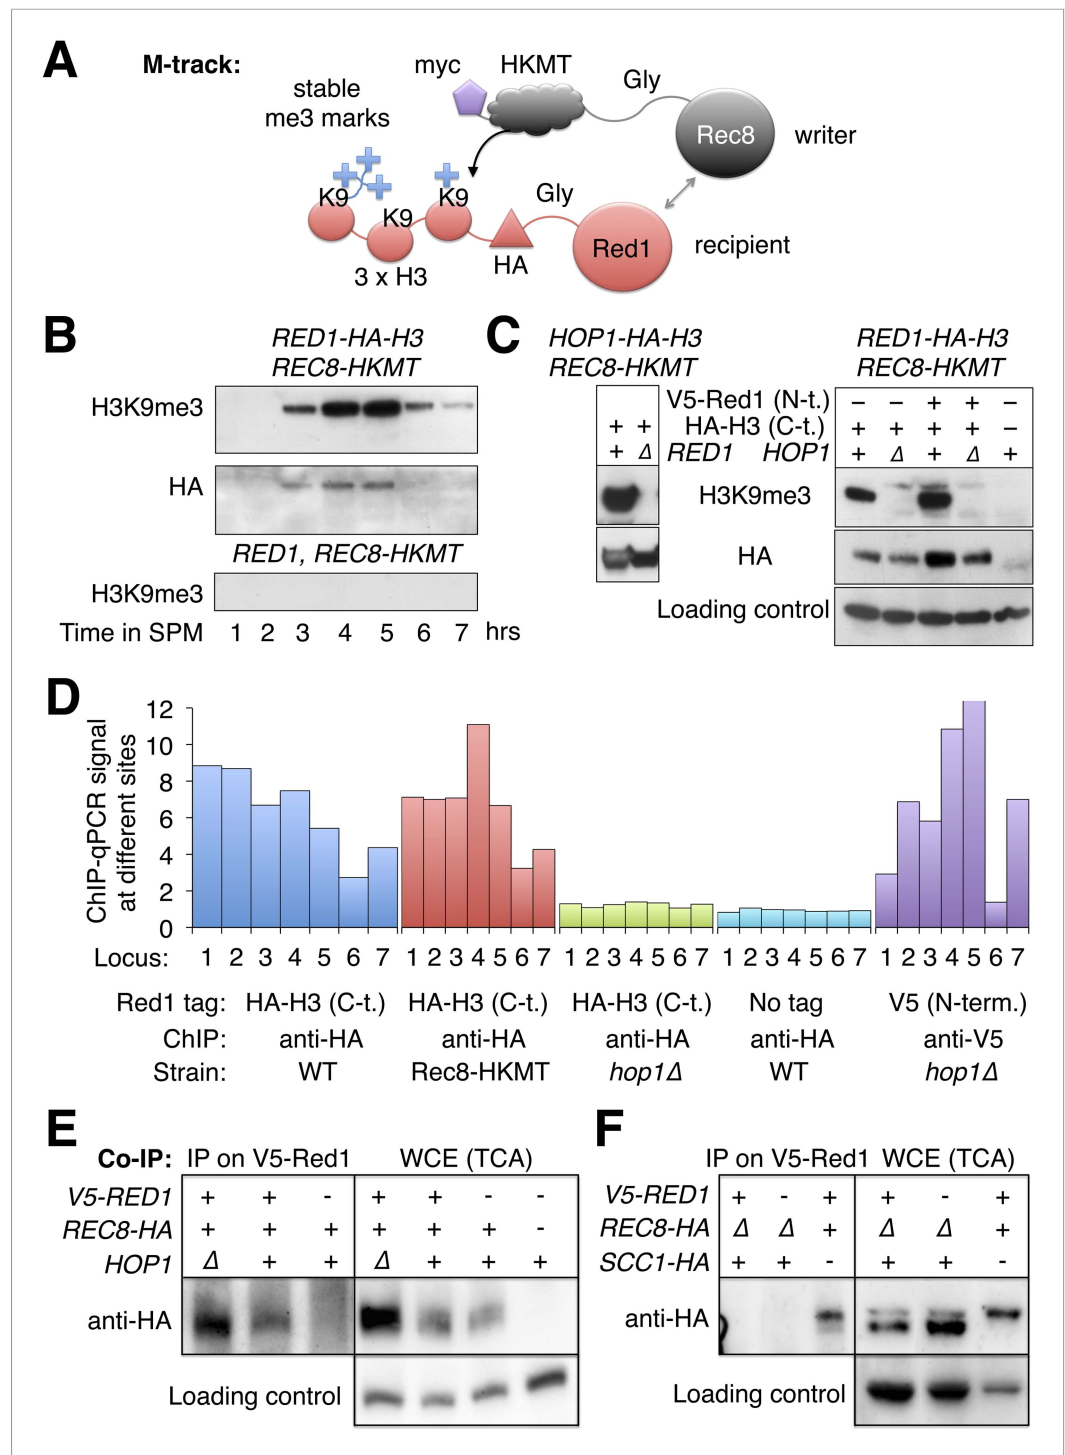 A
M-track:
myc
HKMT
Gly
stable
me3 marks
Rec8
writer
K9
K9
K9
Gly
Red1
recipient
HA
3 x H3
B
RED1-HA-H3
REC8-HKMT
H3K9me3
HA
RED1, REC8-HKMT
H3K9me3
Time in SPM 1 2 3 4 5 6 7 hrs
C
HOP1-HA-H3
REC8-HKMT
RED1-HA-H3
REC8-HKMT
V5-Red1 (N-t.) – – + + –
+ + HA-H3 (C-t.) + + + + –
+ Δ RED1 HOP1 + Δ + Δ +
H3K9me3
HA
Loading control
D
ChIP-qPCR signal
at different sites
12
10
8
6
4
2
0
Locus: 1 2 3 4 5 6 7 1 2 3 4 5 6 7 1 2 3 4 5 6 7 1 2 3 4 5 6 7 1 2 3 4 5 6 7
Red1 tag: HA-H3 (C-t.) HA-H3 (C-t.) HA-H3 (C-t.) No tag V5 (N-term.)
ChIP: anti-HA anti-HA anti-HA anti-HA anti-V5
Strain: WT Rec8-HKMT hop1Δ WT hop1Δ
E
Co-IP: IP on V5-Red1 WCE (TCA)
V5-RED1 + + - + + - -
REC8-HA + + + + + + -
HOP1 Δ + + Δ + + +
anti-HA
Loading control
F
IP on V5-Red1 WCE (TCA)
V5-RED1 + - + + - +
REC8-HA Δ Δ + Δ Δ +
SCC1-HA + + - + + -
anti-HA
Loading control